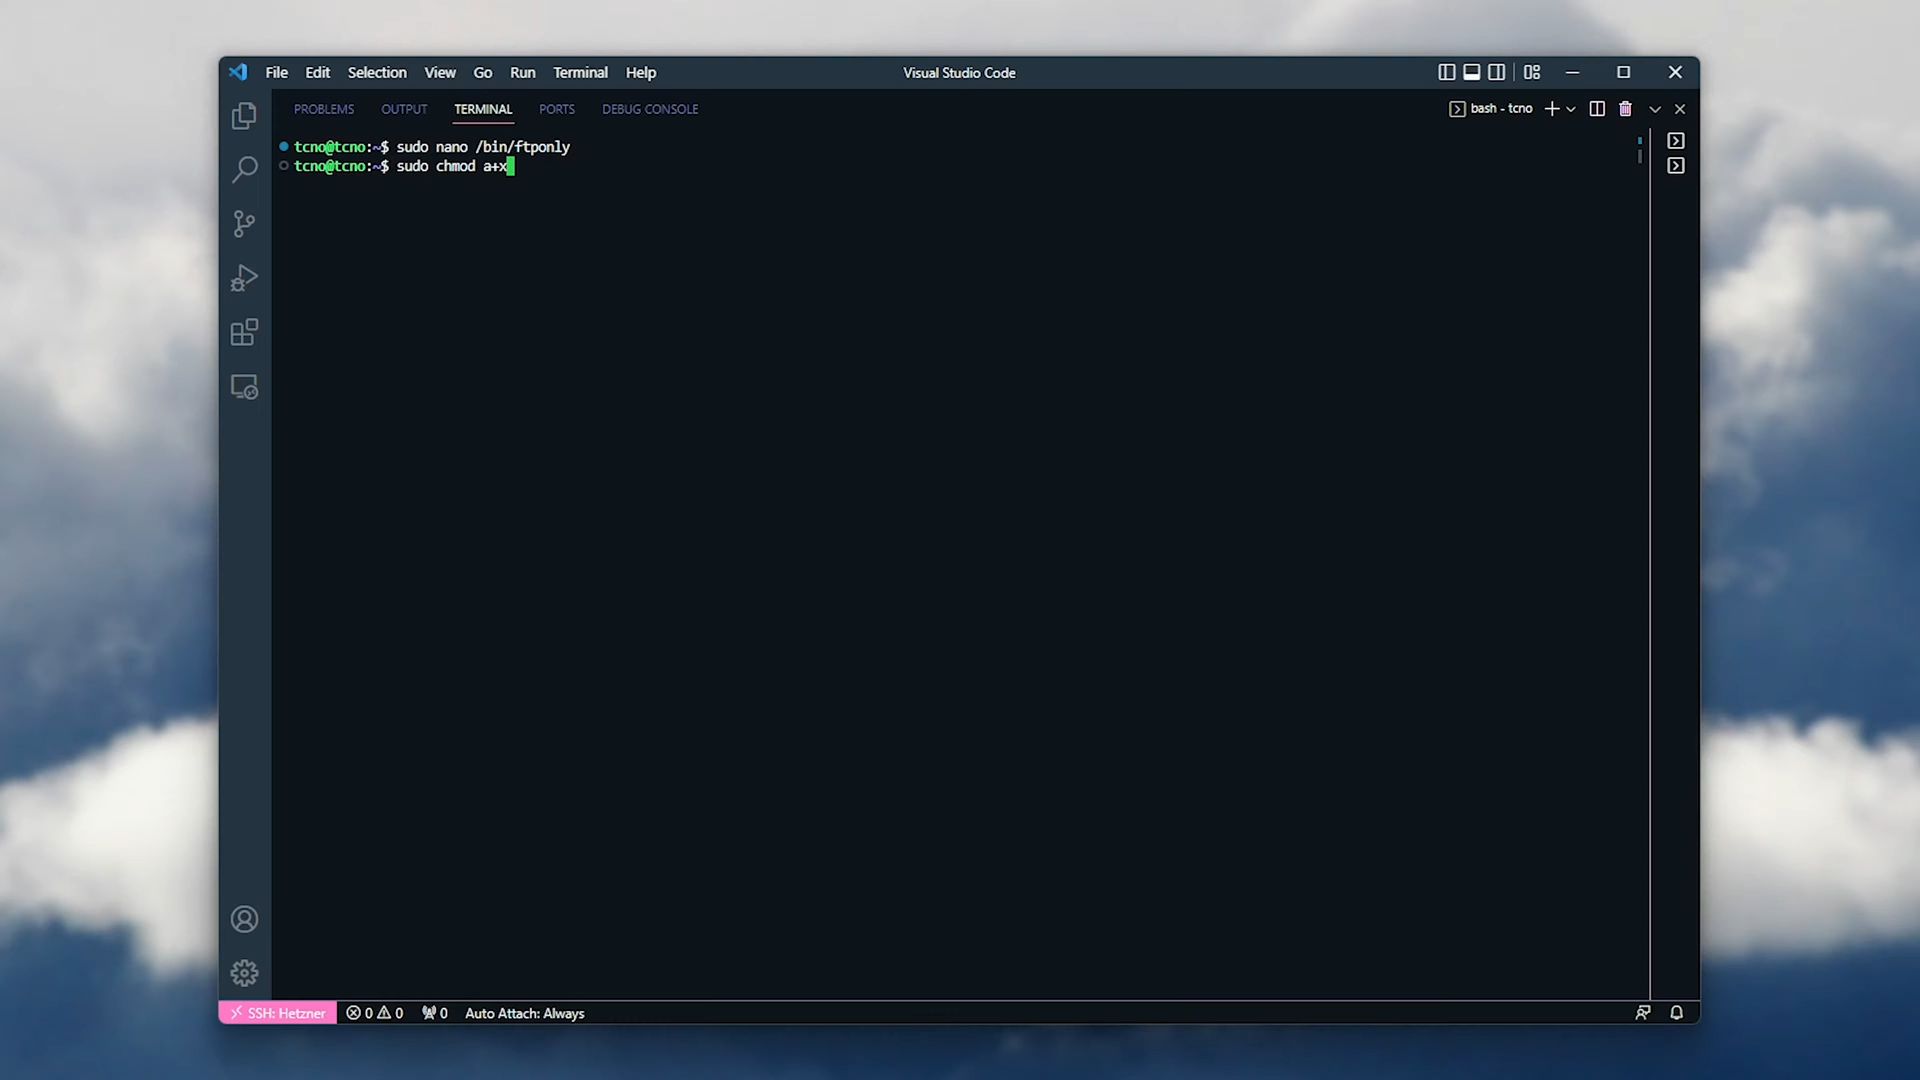 File Edit Selection View Go Run Terminal Help Visual Studio Code
PROBLEMS OUTPUT TERMINAL PORTS DEBUG CONSOLE bash - tcno
tcno@tcno:~$ sudo nano /bin/ftponly
tcno@tcno:~$ sudo chmod a+x
SSH: Hetzner 0 0 0 Auto Attach: Always